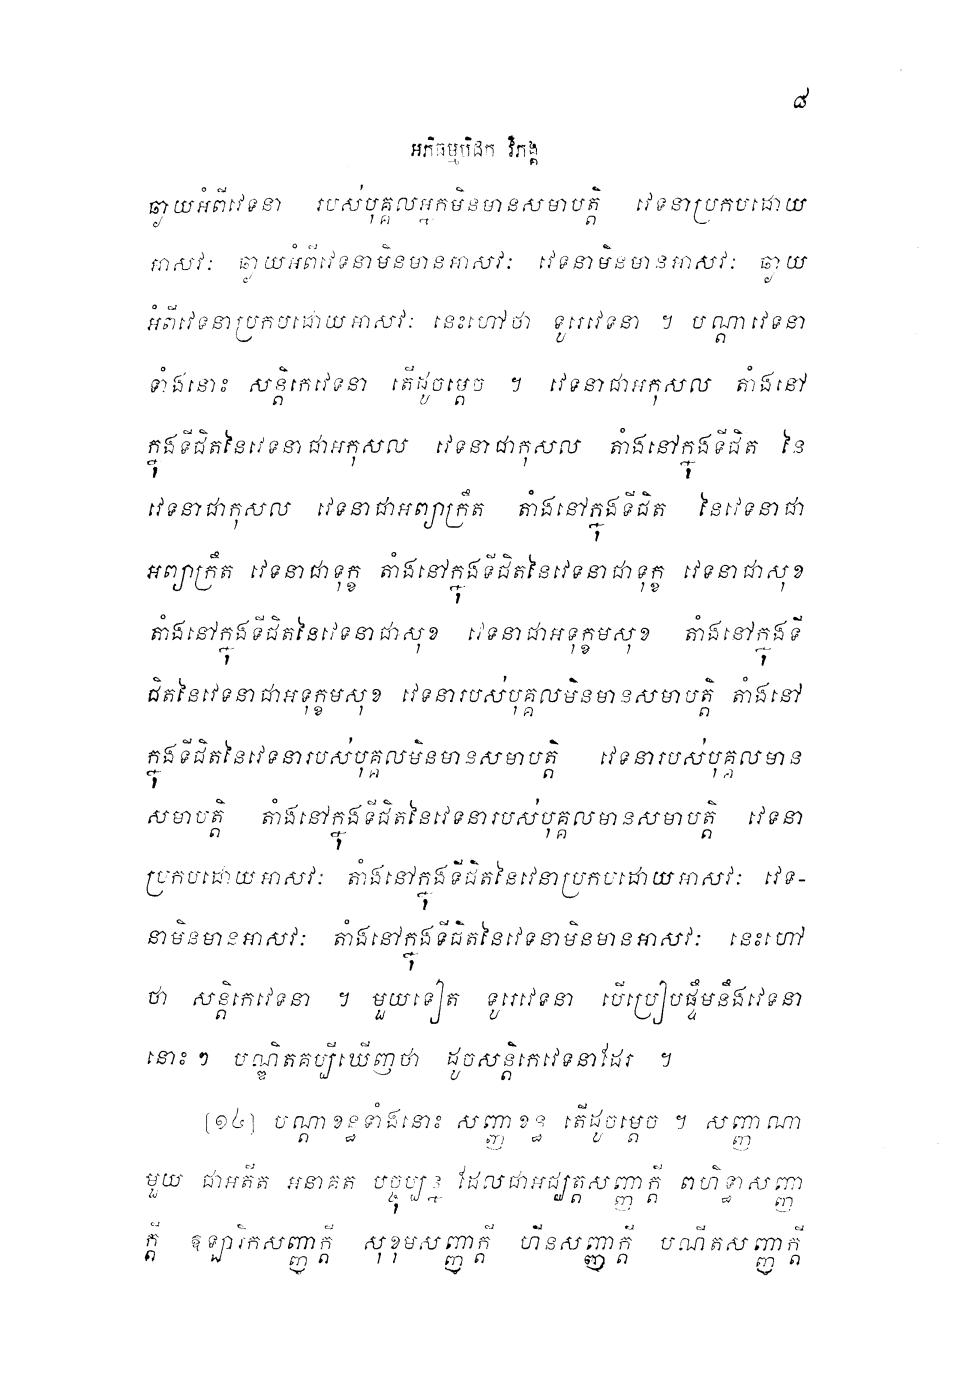 ៨
អភិធម្មបិដក វិភង្គ
ឆ្ងាយអំពីវេទនា របស់បុគ្គលអ្នកមិនមានសមាបត្តិ វេទនាប្រកបដោយ
អាសវៈ ឆ្ងាយអំពីវេទនាមិនមានអាសវៈ វេទនាមិនមានអាសវៈ ឆ្ងាយ
អំពីវេទនាប្រកបដោយអាសវៈ នេះហៅថា ទូរេវេទនា ។ បណ្តាវេទនា
ទាំងនោះ សន្តិកេវេទនា តើដូចម្តេច ។ វេទនាជាអកុសល តាំងនៅ
ក្នុងទីជិតនៃវេទនាជាអកុសល វេទនាជាកុសល តាំងនៅក្នុងទីជិត នៃ
វេទនាជាកុសល វេទនាជាអព្យាក្រឹត តាំងនៅក្នុងទីជិត នៃវេទនាជា
អព្យាក្រឹត វេទនាជាទុក្ខ តាំងនៅក្នុងទីជិតនៃវេទនាជាទុក្ខ វេទនាជាសុខ
តាំងនៅក្នុងទីជិតនៃវេទនាជាសុខ វេទនាជាអទុក្ខមសុខ តាំងនៅក្នុងទី
ជិតនៃវេទនាជាអទុក្ខមសុខ វេទនារបស់បុគ្គលមិនមានសមាបត្តិ តាំងនៅ
ក្នុងទីជិតនៃវេទនារបស់បុគ្គលមិនមានសមាបត្តិ វេទនារបស់បុគ្គលមាន
សមាបត្តិ តាំងនៅក្នុងទីជិតនៃវេទនារបស់បុគ្គលមានសមាបត្តិ វេទនា
ប្រកបដោយអាសវៈ តាំងនៅក្នុងទីជិតនៃវេនាប្រកបដោយអាសវៈ វេទ-
នាមិនមានអាសវៈ តាំងនៅក្នុងទីជិតនៃវេទនាមិនមានអាសវៈ នេះហៅ
ថា សន្តិកេវេទនា ។ មួយទៀត ទូរេវេទនា បើប្រៀបផ្ទឹមនឹងវេទនា
នោះ ៗ បណ្ឌិតគប្បីឃើញថា ដូចសន្តិកេវេទនាដែរ ។
[១៤] បណ្តាខន្ធទាំងនោះ សញ្ញាខន្ធ តើដូចម្តេច ។ សញ្ញាណា
មួយ ជាអតីត អនាគត បច្ចុប្បន្ន ដែលជាអជ្ឈត្តសញ្ញាក្តី ពហិទ្ធាសញ្ញា
ក្តី ឱឡារិកសញ្ញាក្តី សុខុមសញ្ញាក្តី ហីនសញ្ញាក្តី បណីតសញ្ញាក្តី